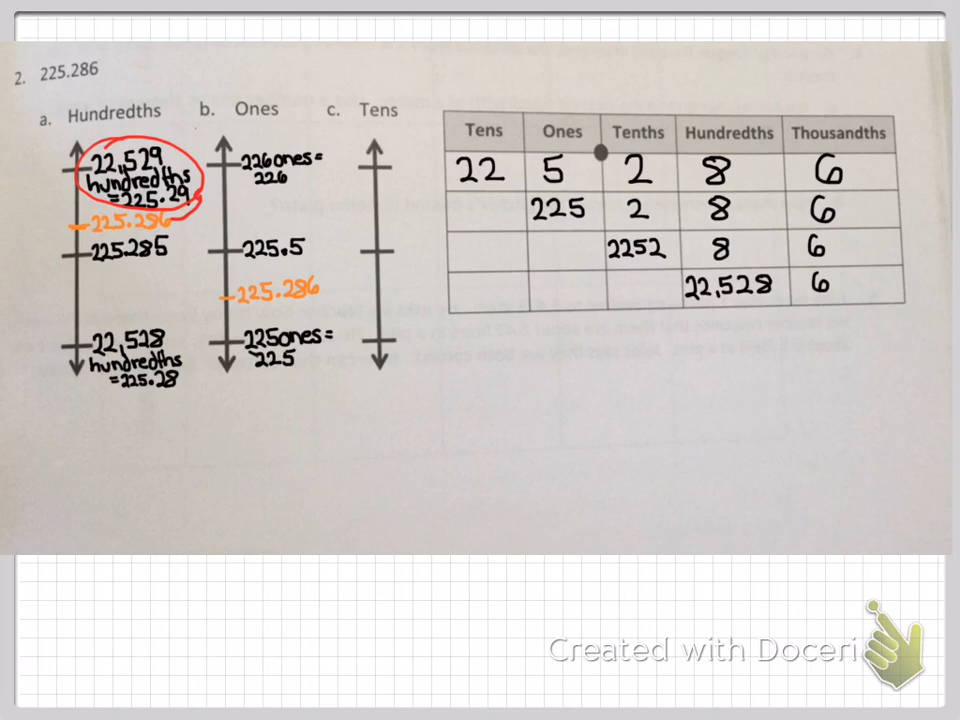 2. 225.286
a. Hundredths
b. Ones
c. Tens
22,529
hundredths
=225.29
225.286
225.285
22,528
hundredths
=225.28
226 ones =
226
225.5
225.286
225 ones =
225
Tens Ones Tenths Hundredths Thousandths
22 5 2 8 6
225 2 8 6
2252 8 6
22,528 6
Created with Doceri